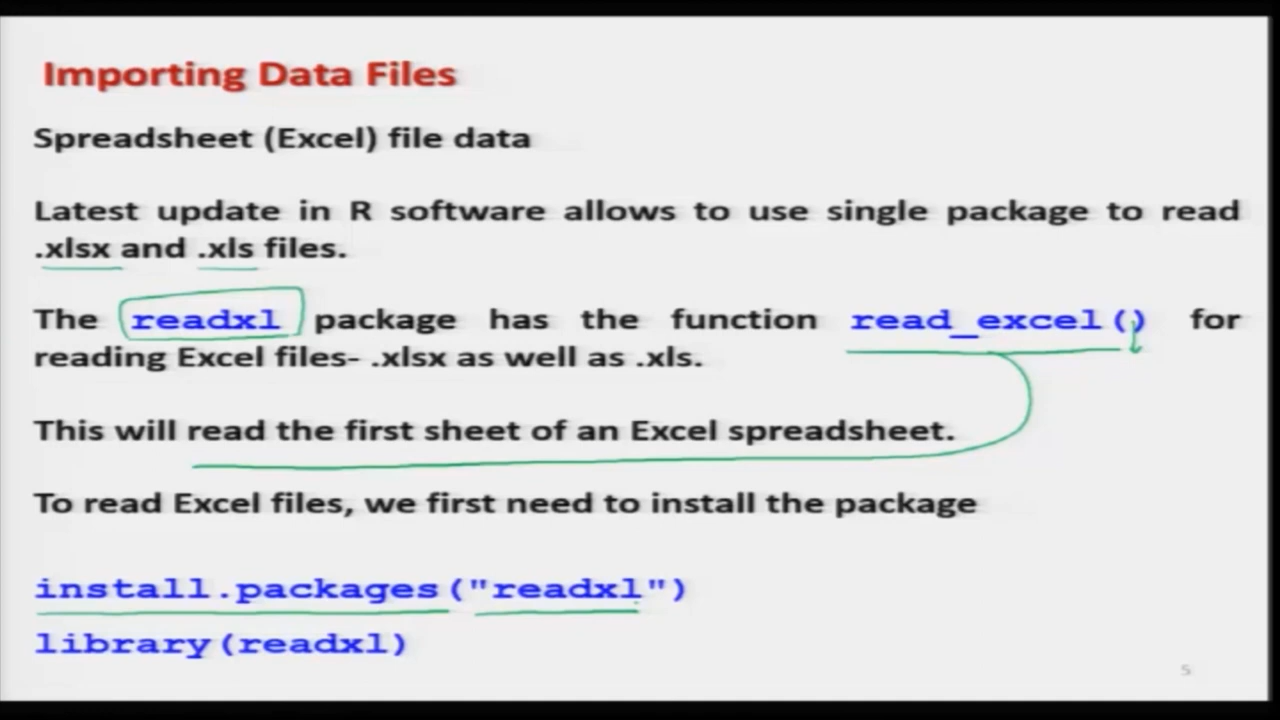 Importing Data Files
Spreadsheet (Excel) file data
Latest update in R software allows to use single package to read
.xlsx and .xls files.
The readxl package has the function read_excel() for
reading Excel files- .xlsx as well as .xls.
This will read the first sheet of an Excel spreadsheet.
To read Excel files, we first need to install the package
install.packages("readxl")
library(readxl)
5